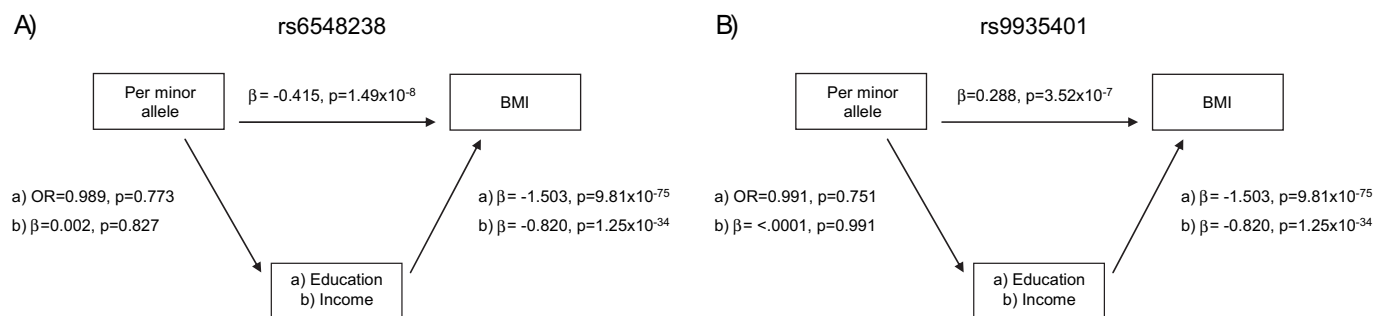 A)
rs6548238
Per minor
allele
β= -0.415, p=1.49x10-8
BMI
a) OR=0.989, p=0.773
b) β=0.002, p=0.827
a) β= -1.503, p=9.81x10-75
b) β= -0.820, p=1.25x10-34
a) Education
b) Income
B)
rs9935401
Per minor
allele
β=0.288, p=3.52x10-7
BMI
a) OR=0.991, p=0.751
b) β= <.0001, p=0.991
a) β= -1.503, p=9.81x10-75
b) β= -0.820, p=1.25x10-34
a) Education
b) Income